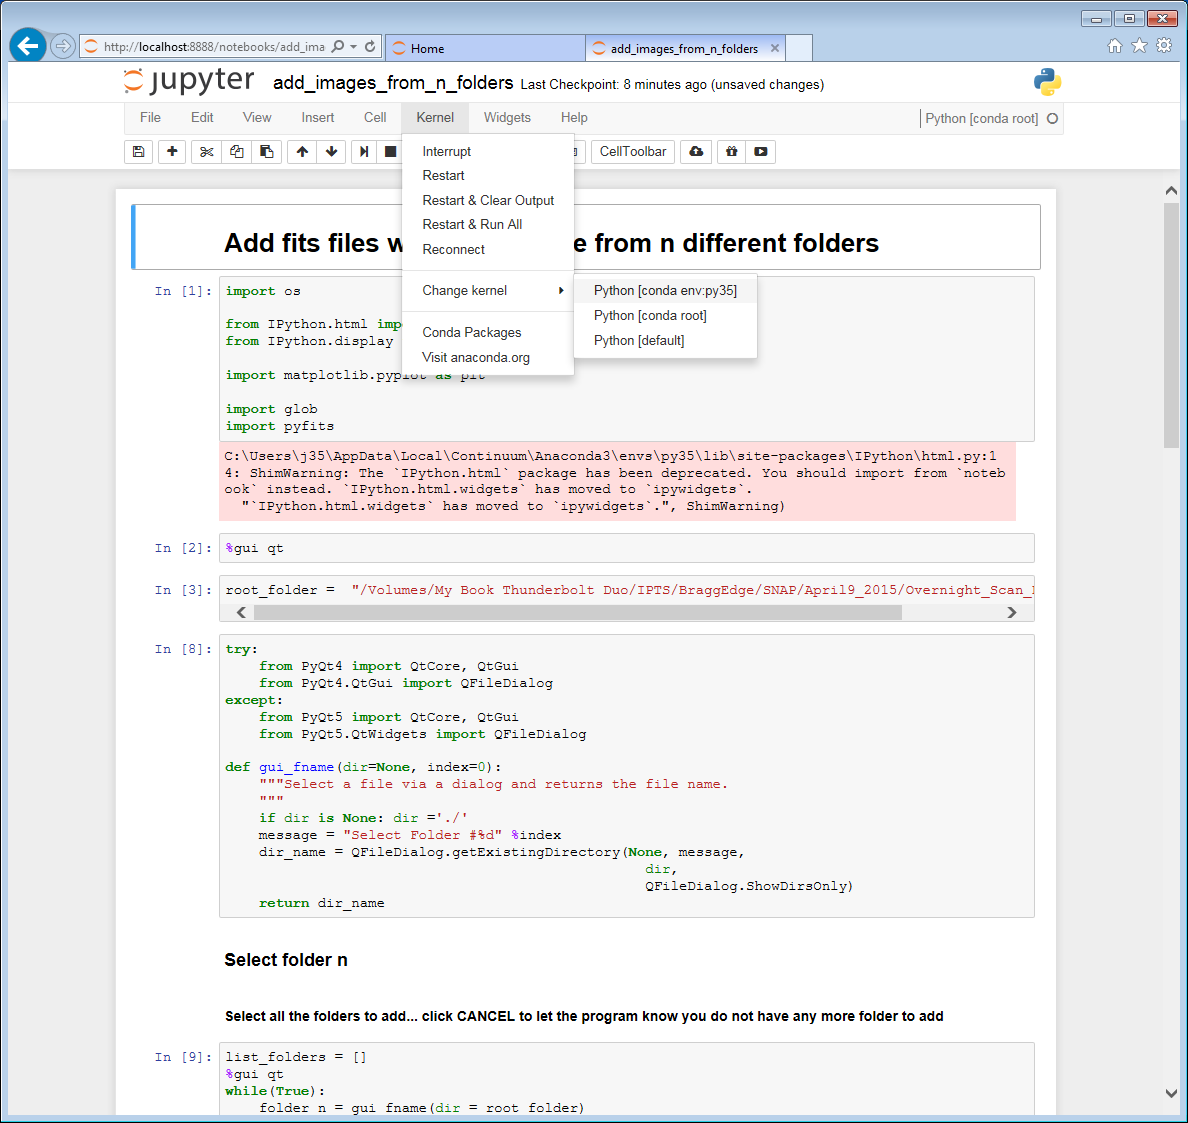 http://localhost:8888/notebooks/add_ima
Home
add_images_from_n_folders
jupyter add_images_from_n_folders Last Checkpoint: 8 minutes ago (unsaved changes)
File Edit View Insert Cell Kernel Widgets Help Python [conda root]
CellToolbar
Interrupt
Restart
Restart & Clear Output
Restart & Run All
Reconnect
Change kernel
Conda Packages
Visit anaconda.org
Python [conda env:py35]
Python [conda root]
Python [default]
Add fits files w e from n different folders
In [1]: import os
from IPython.html imp
from IPython.display
import matplotlib.pyplot as plt
import glob
import pyfits
C:\Users\j35\AppData\Local\Continuum\Anaconda3\envs\py35\lib\site-packages\IPython\html.py:1
4: ShimWarning: The `IPython.html` package has been deprecated. You should import from `noteb
ook` instead. `IPython.html.widgets` has moved to `ipywidgets`.
"`IPython.html.widgets` has moved to `ipywidgets`.", ShimWarning)
In [2]: %gui qt
In [3]: root_folder = "/Volumes/My Book Thunderbolt Duo/IPTS/BraggEdge/SNAP/April9_2015/Overnight_Scan_
In [8]: try:
from PyQt4 import QtCore, QtGui
from PyQt4.QtGui import QFileDialog
except:
from PyQt5 import QtCore, QtGui
from PyQt5.QtWidgets import QFileDialog
def gui_fname(dir=None, index=0):
"""Select a file via a dialog and returns the file name.
"""
if dir is None: dir ='./'
message = "Select Folder #%d" %index
dir_name = QFileDialog.getExistingDirectory(None, message,
dir,
QFileDialog.ShowDirsOnly)
return dir_name
Select folder n
Select all the folders to add... click CANCEL to let the program know you do not have any more folder to add
In [9]: list_folders = []
%gui qt
while(True):
folder_n = gui_fname(dir = root_folder)